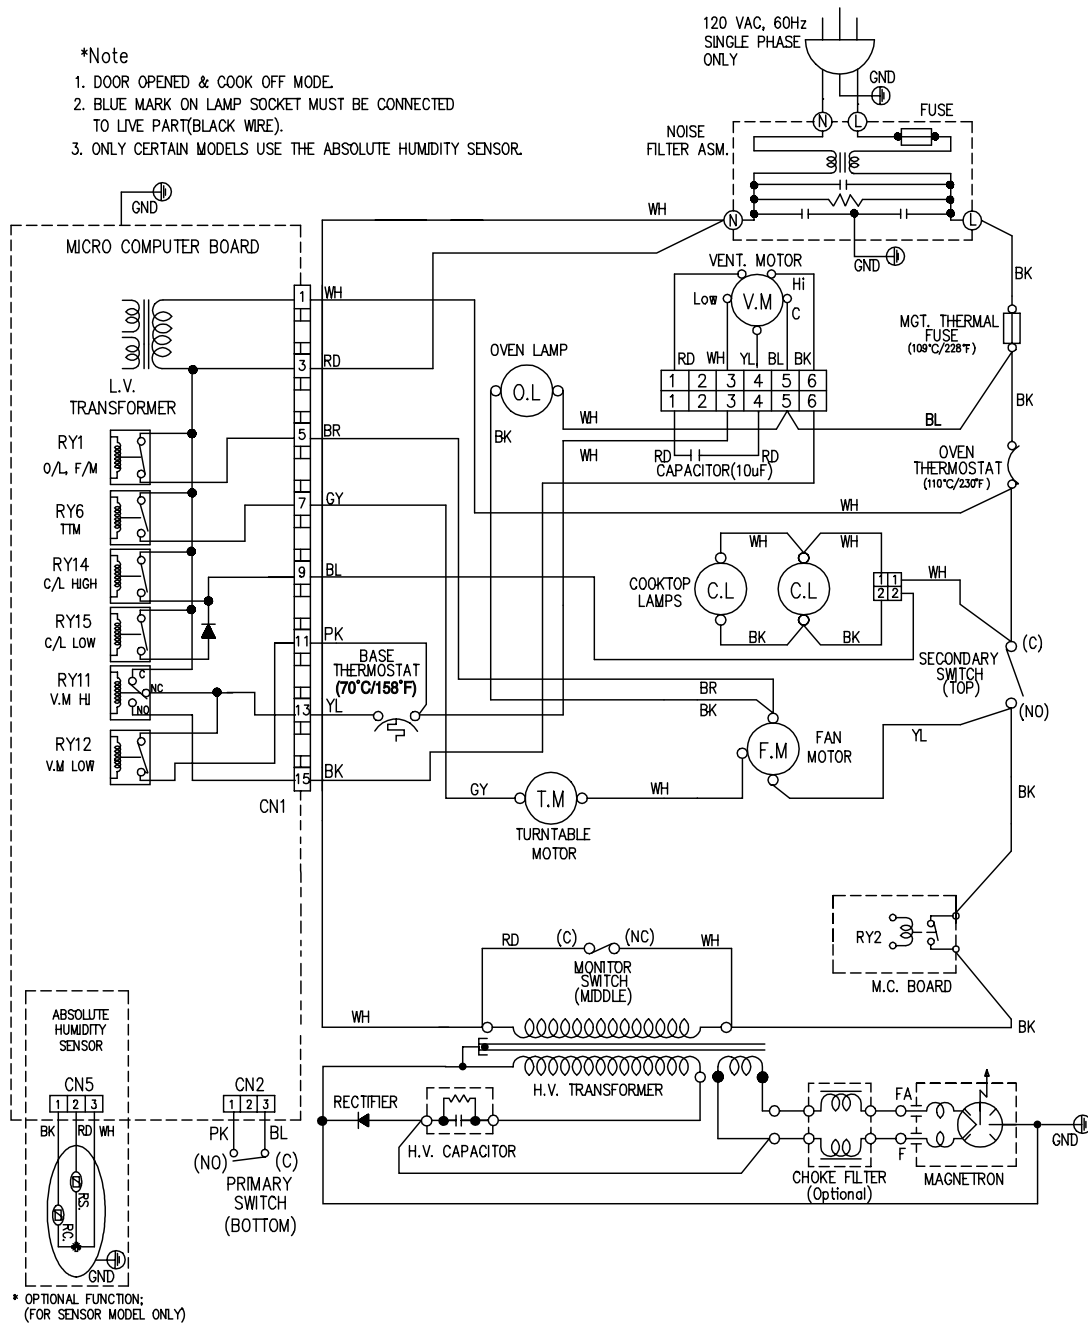 120 VAC, 60Hz
SINGLE PHASE
ONLY
GND
*Note
1. DOOR OPENED & COOK OFF MODE.
2. BLUE MARK ON LAMP SOCKET MUST BE CONNECTED
TO LIVE PART(BLACK WIRE).
3. ONLY CERTAIN MODELS USE THE ABSOLUTE HUMIDITY SENSOR.
N
L
FUSE
NOISE
FILTER ASM.
GND
WH
N
L
GND
MICRO COMPUTER BOARD
BK
VENT. MOTOR
Low
V.M
Hi
C
1
WH
MGT. THERMAL
FUSE
(109°C/228°F)
OVEN LAMP
O.L
RD WH YL BL BK
1 2 3 4 5 6
1 2 3 4 5 6
3
RD
L.V.
TRANSFORMER
BK
WH
BL
BK
5
BR
RY1
O/L, F/M
WH
RD
RD
CAPACITOR(10uF)
OVEN
THERMOSTAT
(110°C/230°F)
7
GY
WH
RY6
TTM
WH
WH
RY14
C/L HIGH
9
BL
COOKTOP
LAMPS
C.L
C.L
1 1
2 2
WH
RY15
C/L LOW
BK
BK
11
PK
(C)
BASE
THERMOSTAT
(70°C/158°F)
SECONDARY
SWITCH
(TOP)
RY11
V.M HI
C
NC
NO
BR
BK
13
YL
(NO)
YL
RY12
V.M LOW
F.M
FAN
MOTOR
15
BK
CN1
GY
T.M
WH
BK
TURNTABLE
MOTOR
RY2
M.C. BOARD
RD
(C)
(NC)
WH
MONITOR
SWITCH
(MIDDLE)
WH
BK
ABSOLUTE
HUMIDITY
SENSOR
H.V. TRANSFORMER
CN5
1 2 3
CN2
1 2 3
RECTIFIER
FA
BK RD WH
PK
BL
H.V. CAPACITOR
F
GND
(NO)
(C)
PRIMARY
SWITCH
(BOTTOM)
CHOKE FILTER
(Optional)
MAGNETRON
RS.
RC.
GND
* OPTIONAL FUNCTION;
(FOR SENSOR MODEL ONLY)